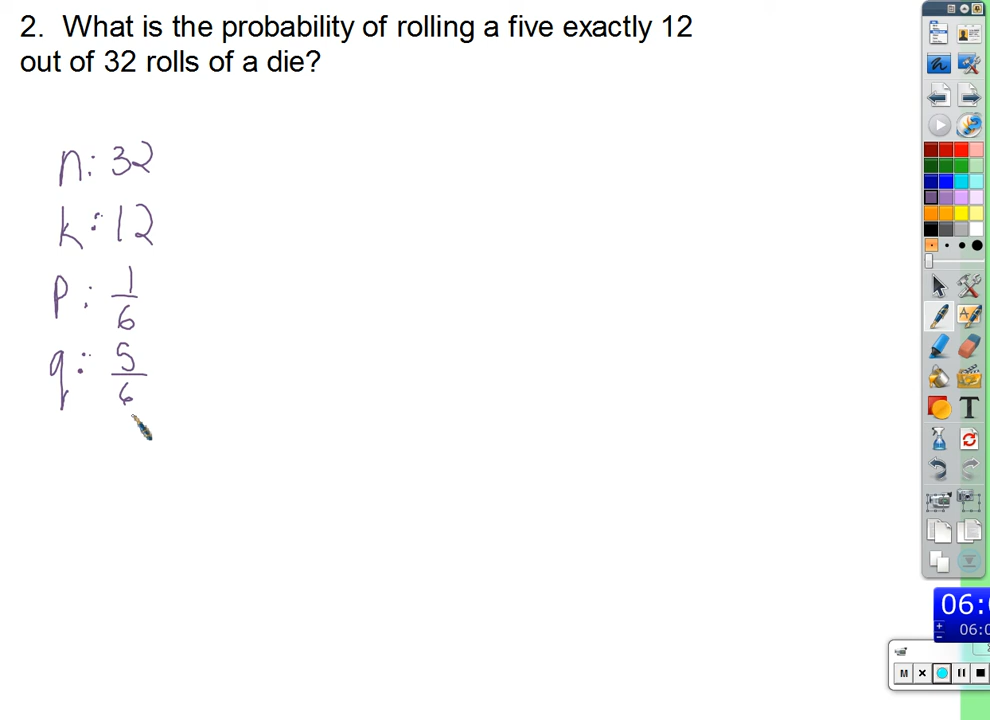 2. What is the probability of rolling a five exactly 12
out of 32 rolls of a die?
n: 32
k: 12
p: 1/6
q: 5/6
06:
06:0
M